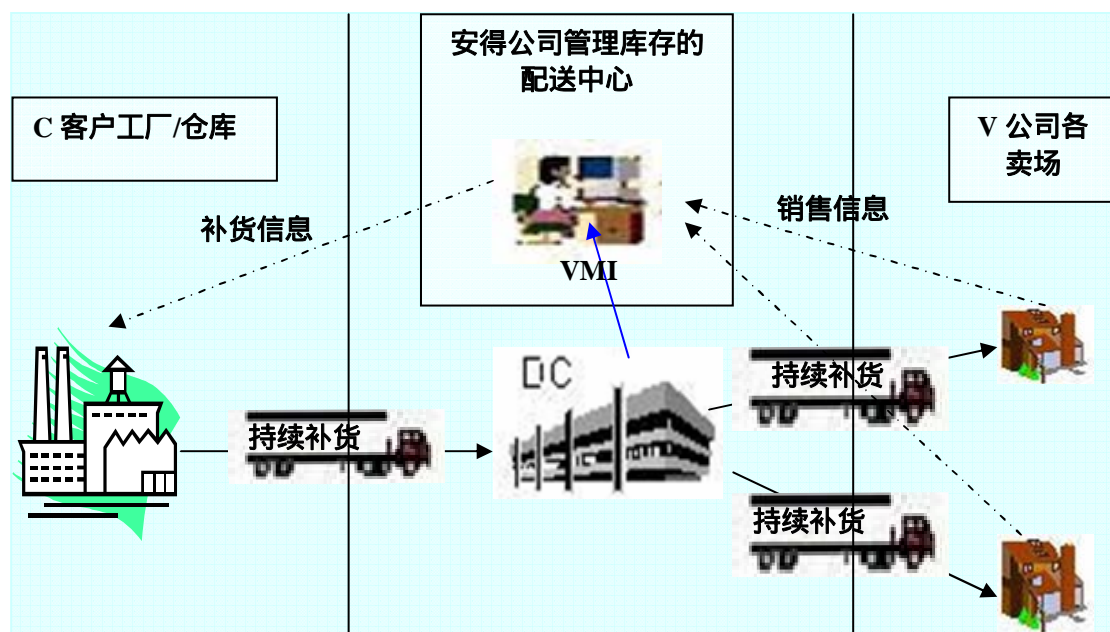 安得公司管理库存的
配送中心
C 客户工厂/仓库
V 公司各
卖场
销售信息
补货信息
VMI
DC
持续补货
持续补货
持续补货